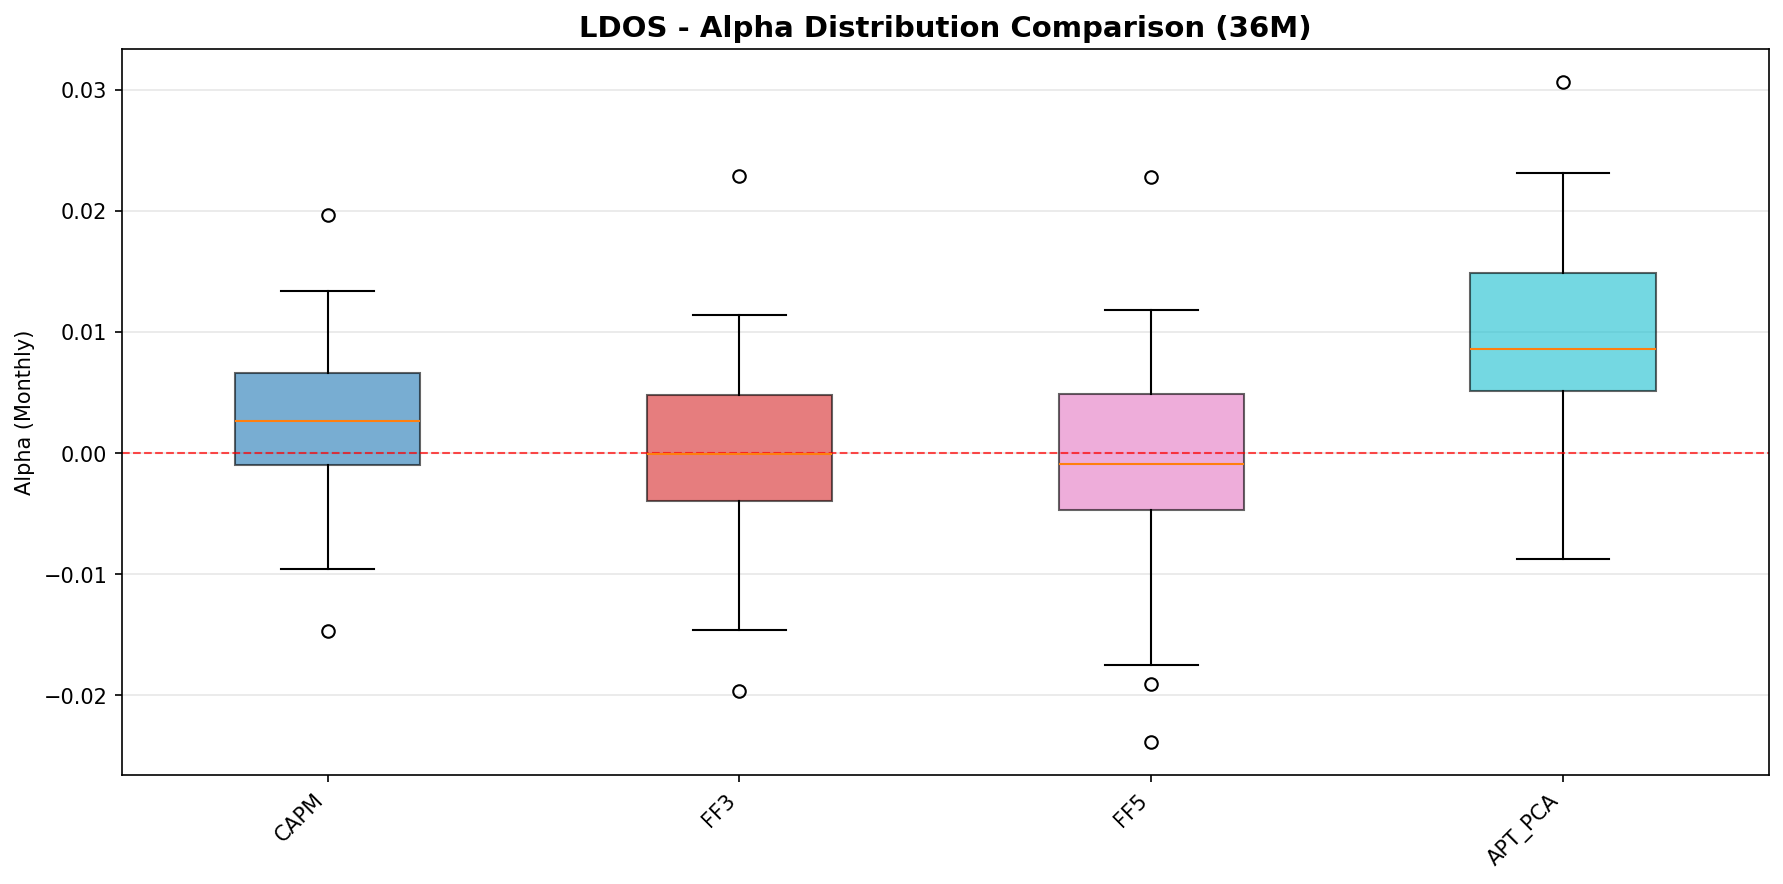 LDOS - Alpha Distribution Comparison (36M)
Alpha (Monthly)
0.03
0.02
0.01
0.00
−0.01
−0.02
CAPM
FF3
FF5
APT_PCA